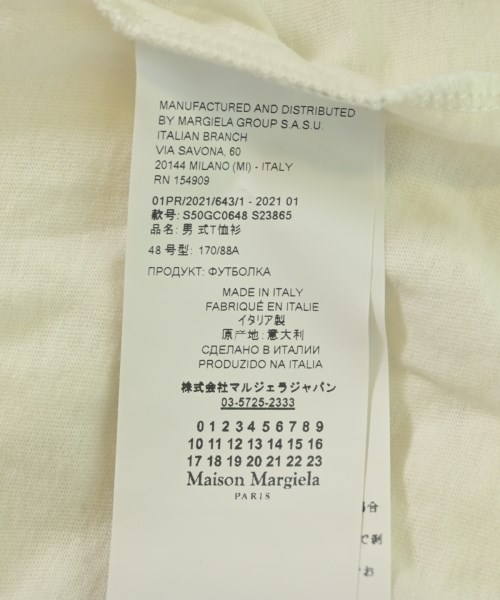 MANUFACTURED AND DISTRIBUTED
BY MARGIELA GROUP S.A.S.U.
ITALIAN BRANCH
VIA SAVONA, 60
20144 MILANO (MI) - ITALY
RN 154909
01PR/2021/643/1 - 2021 01
款号: S50GC0648 S23865
品名: 男 式T恤衫
48 号型: 170/88A
ПРОДУКТ: ФУТБОЛКА
MADE IN ITALY
FABRIQUÉ EN ITALIE
イタリア製
原产地: 意大利
СДЕЛАНО В ИТАЛИИ
PRODUZIDO NA ITALIA
株式会社マルジェラジャパン
03-5725-2333
0 1 2 3 4 5 6 7 8 9
10 11 12 13 14 15 16
17 18 19 20 21 22 23
Maison Margiela
PARIS
合
で刺
お